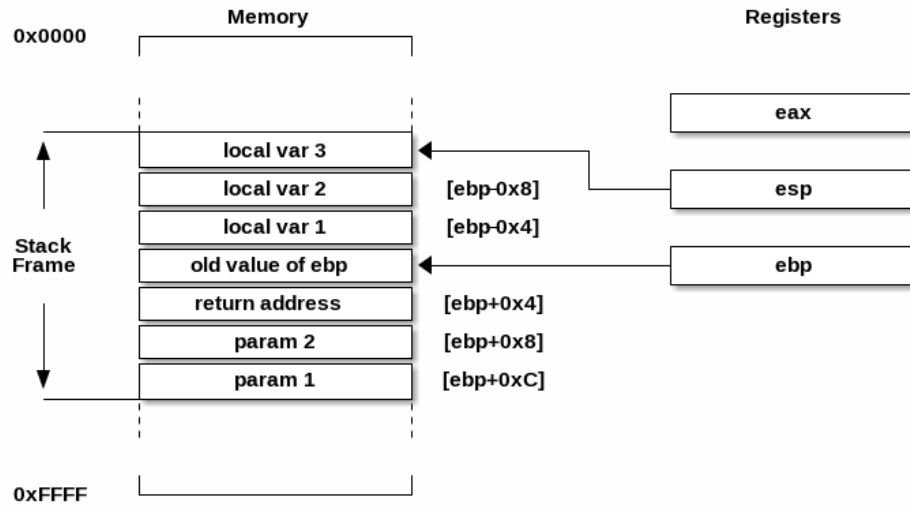 Memory
Registers
0x0000
eax
local var 3
local var 2
[ebp-0x8]
esp
local var 1
[ebp-0x4]
Stack
Frame
old value of ebp
ebp
return address
[ebp+0x4]
param 2
[ebp+0x8]
param 1
[ebp+0xC]
0xFFFF